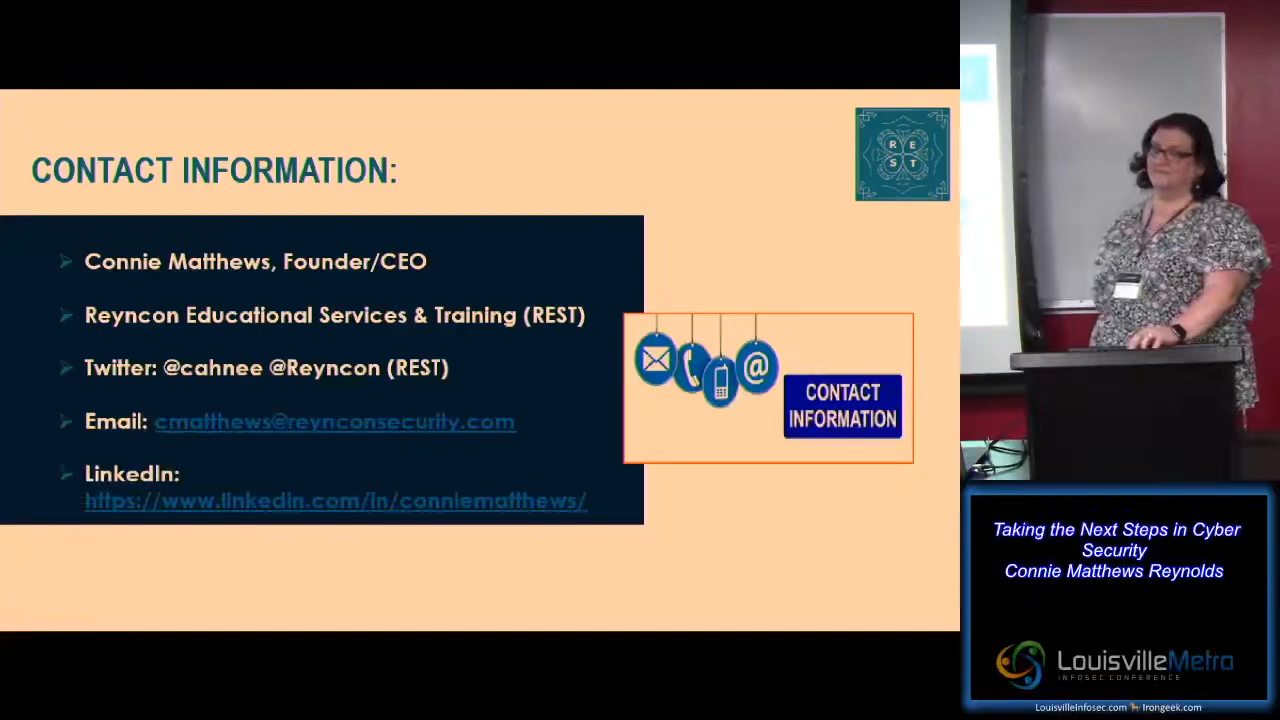 CONTACT INFORMATION:
R E
S T
Connie Matthews, Founder/CEO
Reyncon Educational Services & Training (REST)
Twitter: @cahnee @Reyncon (REST)
Email: cmatthews@reynconsecurity.com
LinkedIn:
https://www.linkedin.com/in/conniematthews/
@
CONTACT
INFORMATION
Taking the Next Steps in Cyber
Security
Connie Matthews Reynolds
LouisvilleMetro
INFOSEC CONFERENCE
LouisvilleInfosec.com Irongeek.com